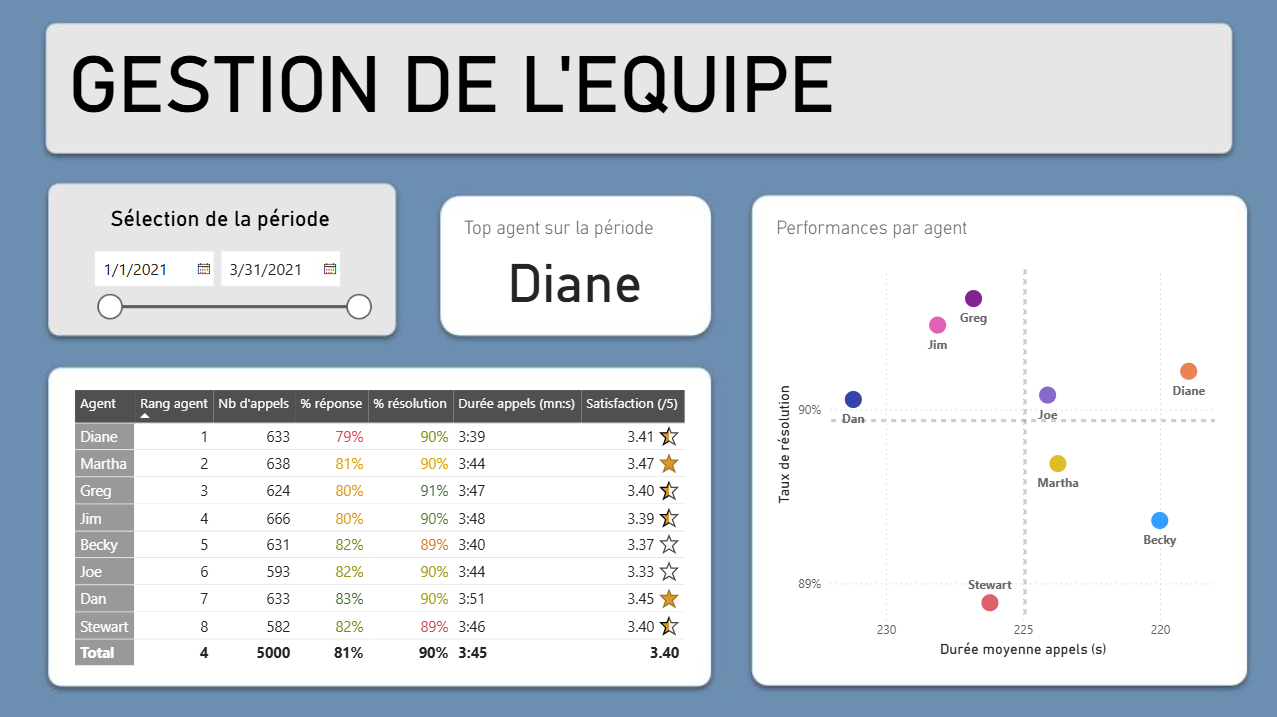 GESTION DE L'EQUIPE
Sélection de la période
1/1/2021 3/31/2021
Top agent sur la période
Diane
Agent Rang agent Nb d'appels % réponse % résolution Durée appels (mn:s) Satisfaction (/5)
Diane 1 633 79% 90% 3:39 3.41
Martha 2 638 81% 90% 3:44 3.47
Greg 3 624 80% 91% 3:47 3.40
Jim 4 666 80% 90% 3:48 3.39
Becky 5 631 82% 89% 3:40 3.37
Joe 6 593 82% 90% 3:44 3.33
Dan 7 633 83% 90% 3:51 3.45
Stewart 8 582 82% 89% 3:46 3.40
Total 4 5000 81% 90% 3:45 3.40
Performances par agent
Greg
Jim
Diane
90%
Dan
Joe
Martha
Becky
Stewart
89%
Taux de résolution
230 225 220
Durée moyenne appels (s)